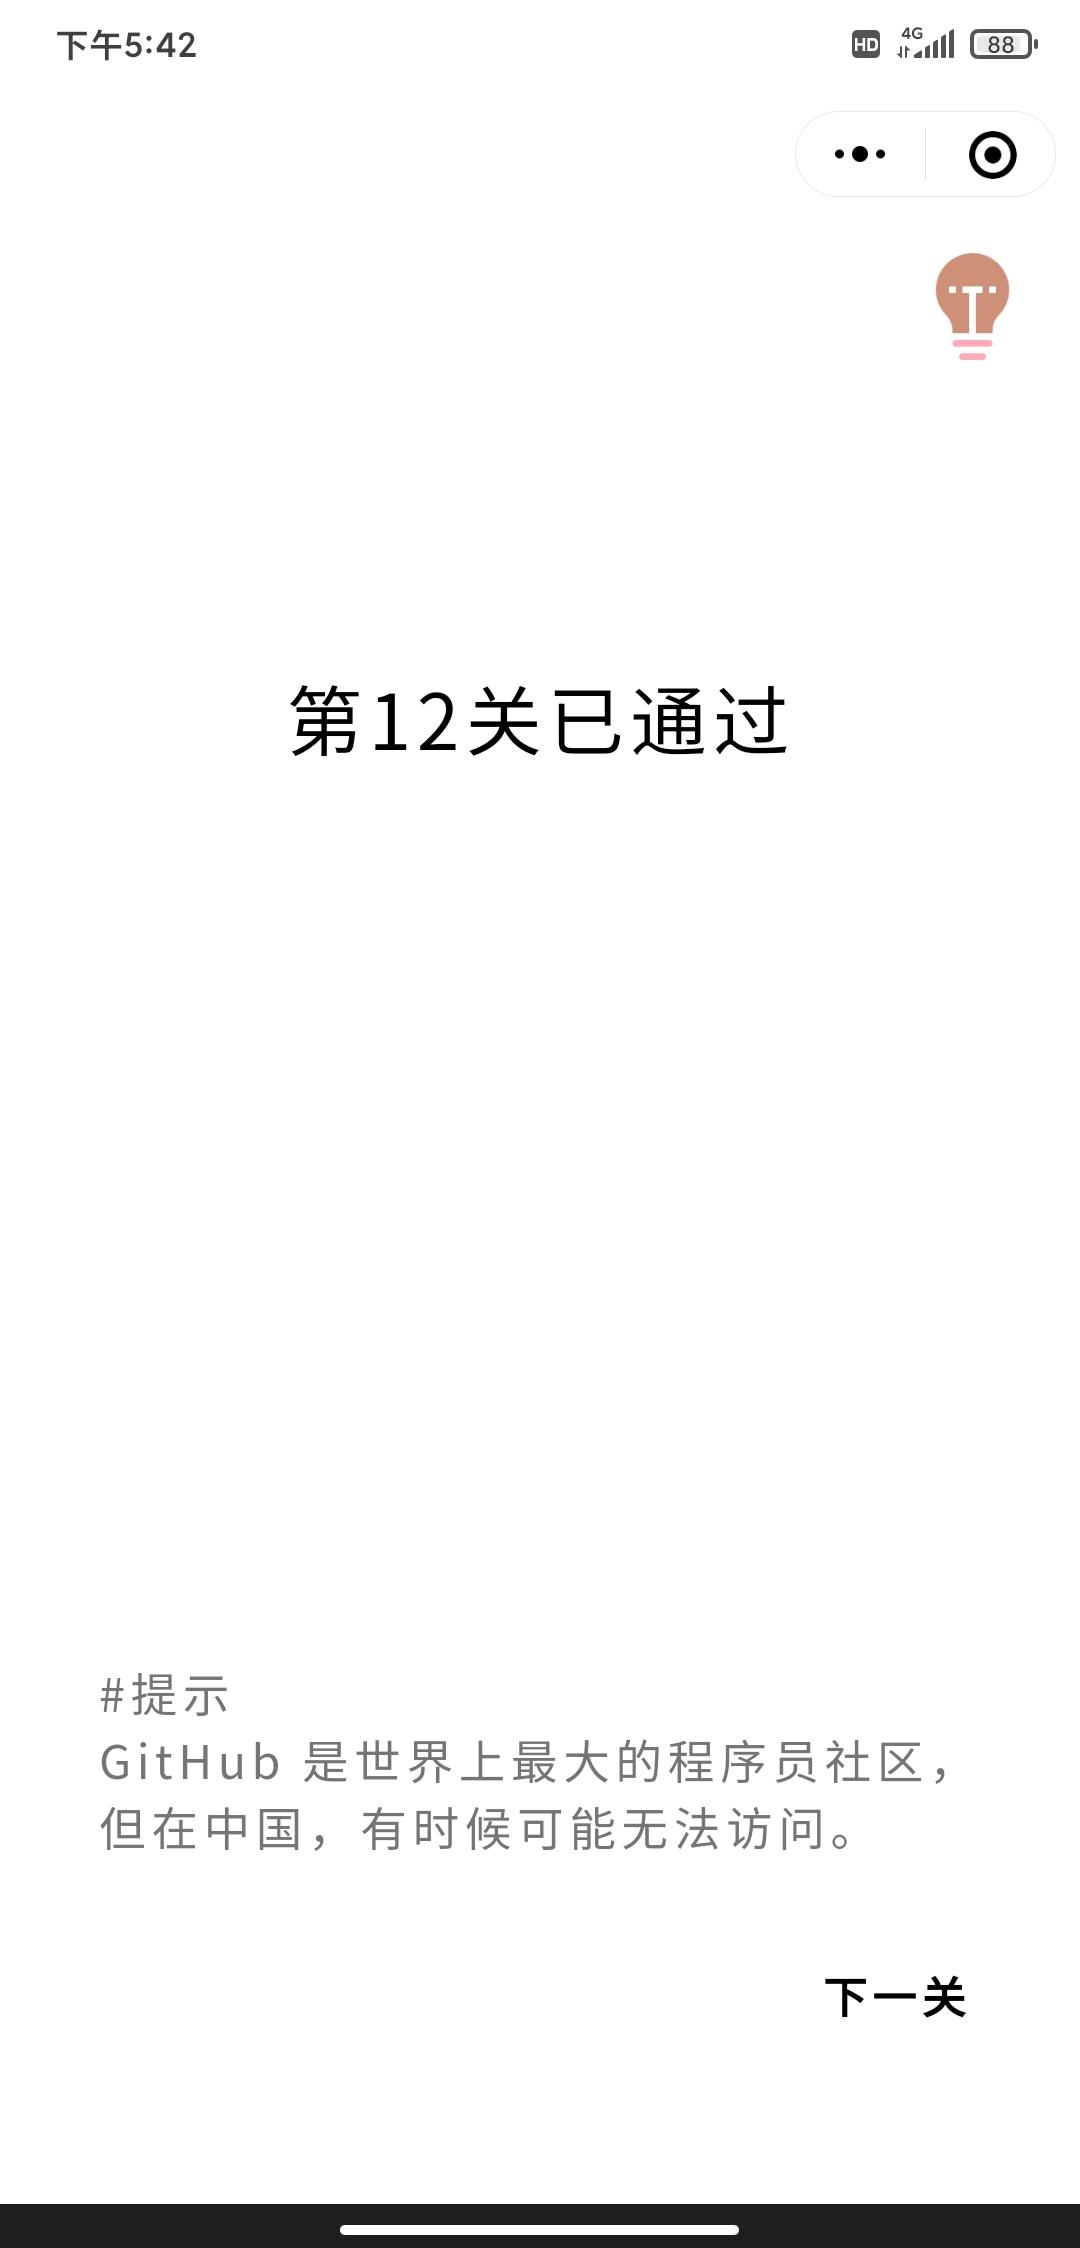 下午5:42
HD 4G 88
第12关已通过
#提示
GitHub 是世界上最大的程序员社区，
但在中国，有时候可能无法访问。
下一关